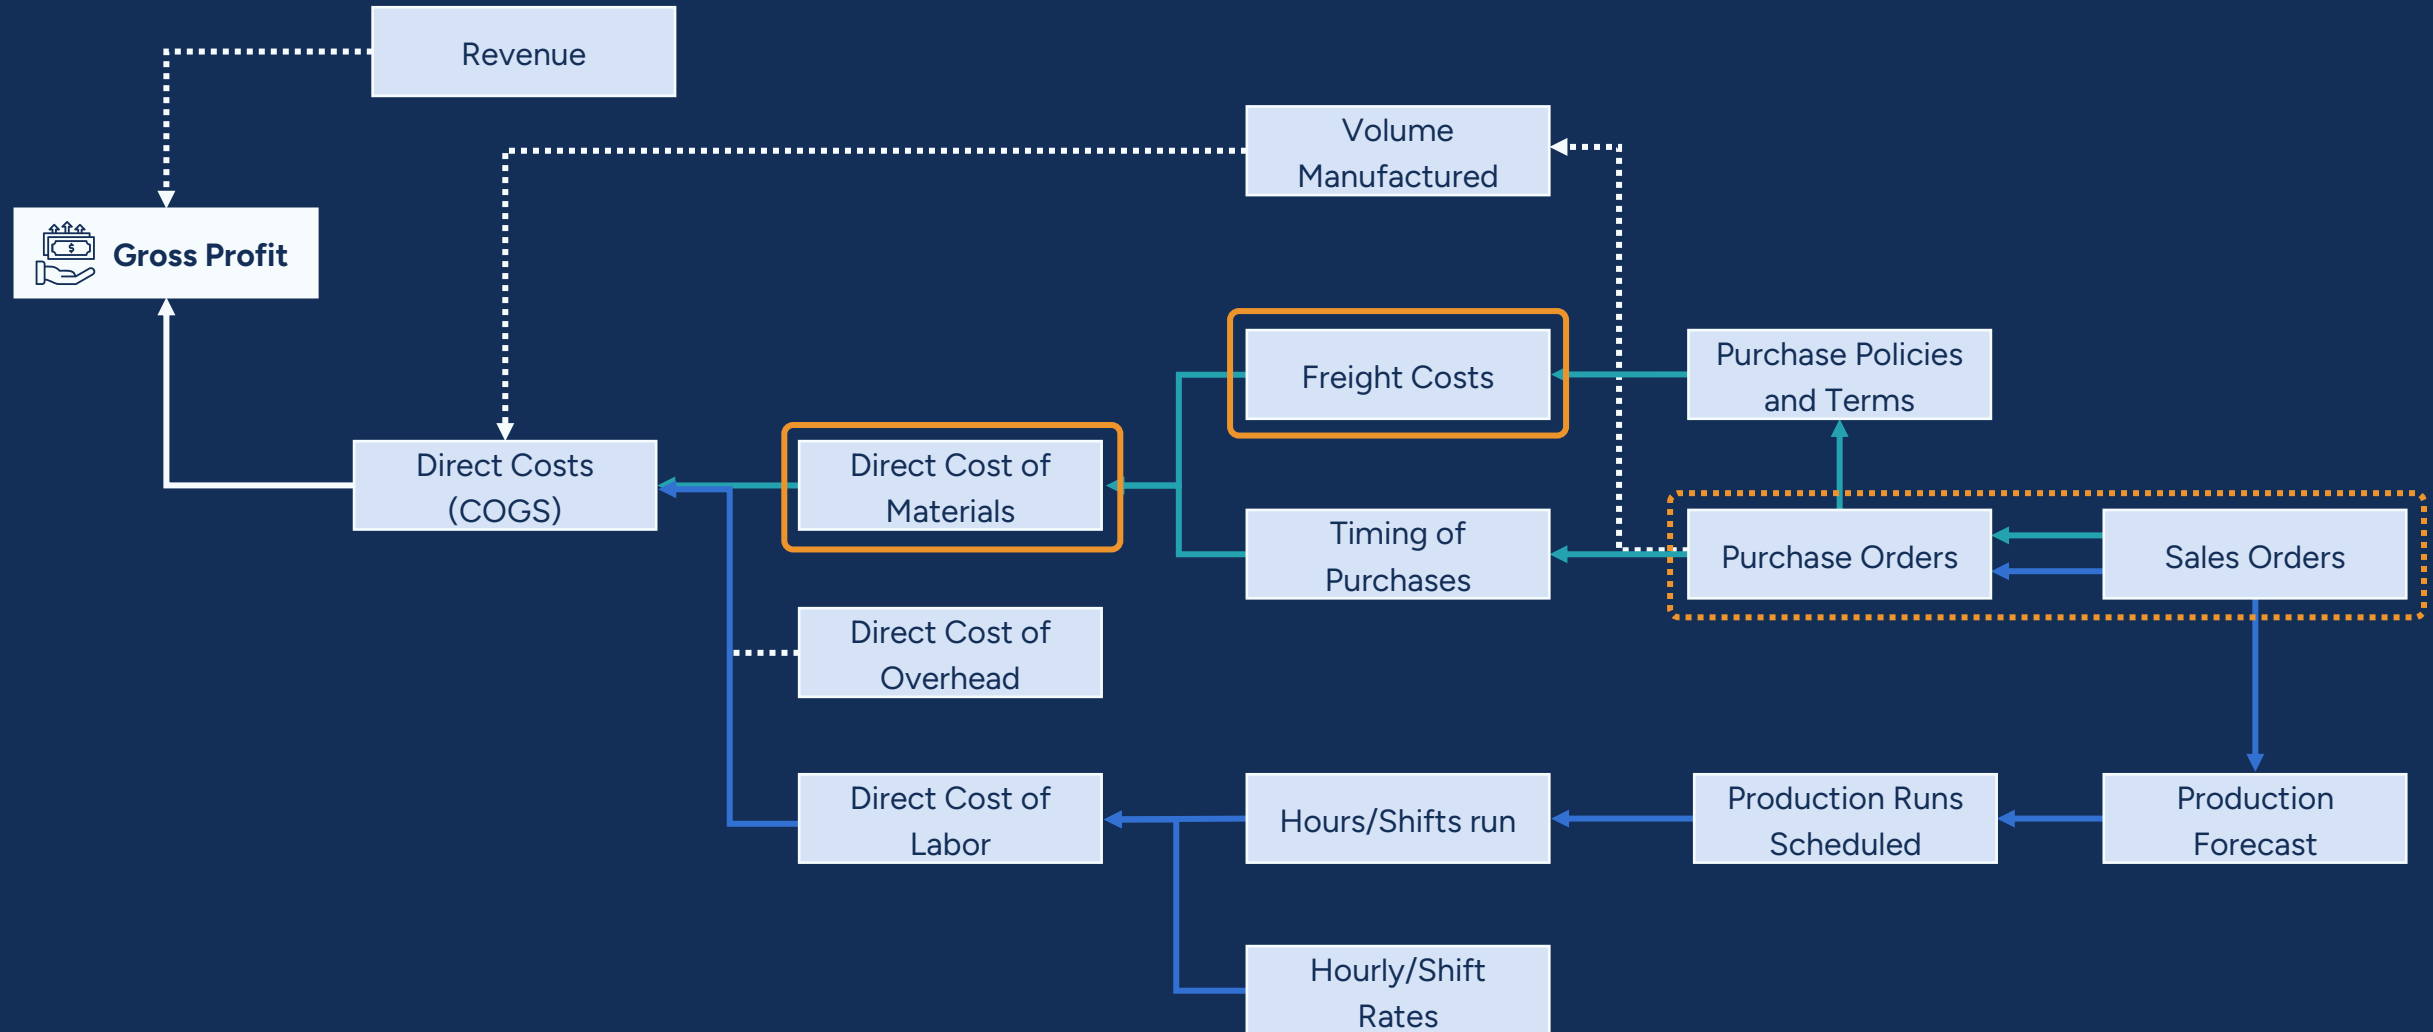 Revenue
Volume
Manufactured
$
Gross Profit
Freight Costs
Purchase Policies
and Terms
Direct Costs
(COGS)
Direct Cost of
Materials
Timing of
Purchases
Purchase Orders
Sales Orders
Direct Cost of
Overhead
Direct Cost of
Labor
Hours/Shifts run
Production Runs
Scheduled
Production
Forecast
Hourly/Shift
Rates